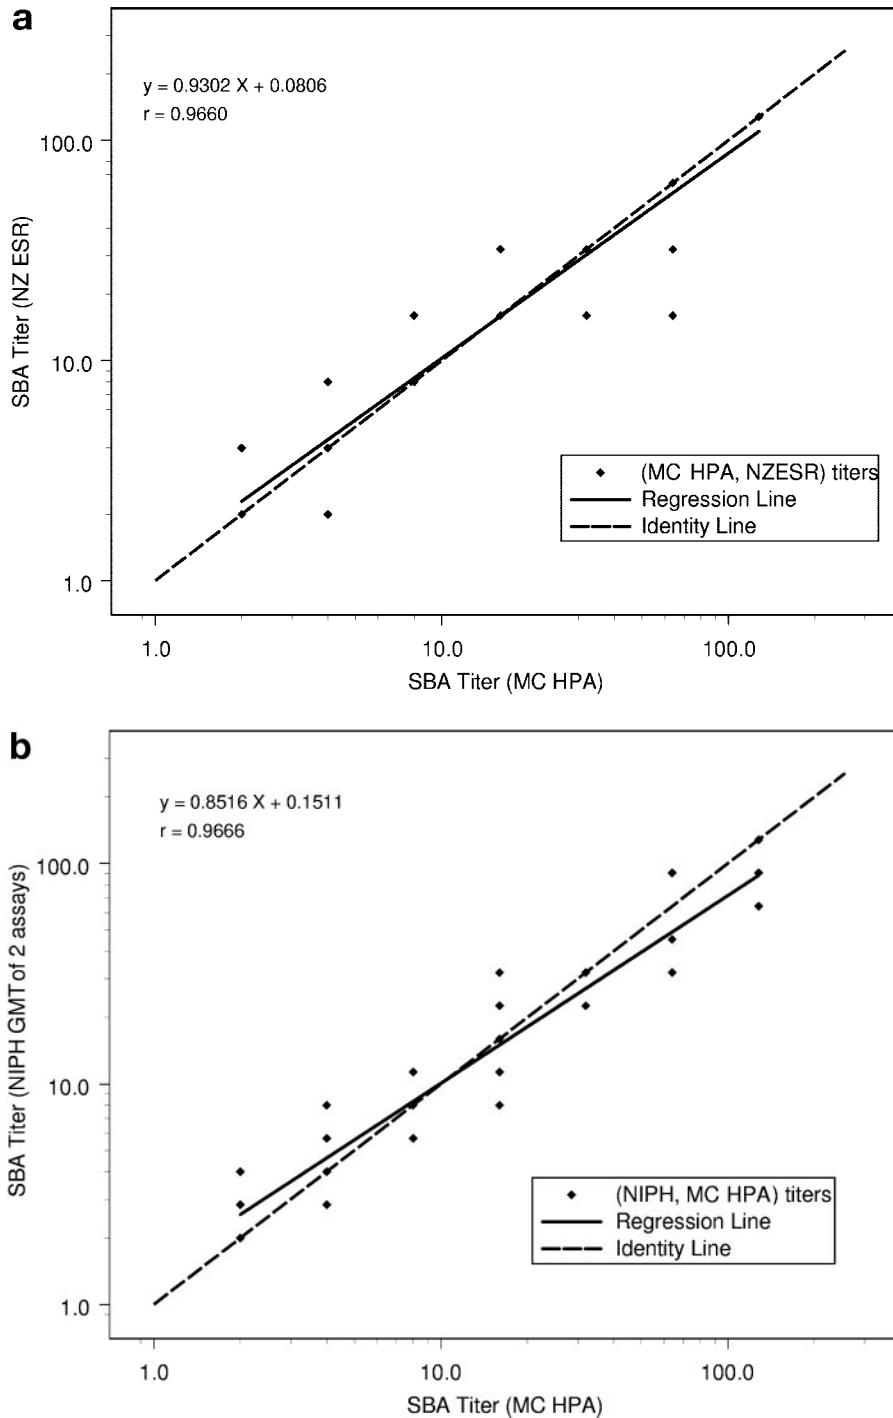 a
y = 0.9302 X + 0.0806
r = 0.9660
100.0
10.0
1.0
SBA Titer (NZ ESR)
(MC HPA, NZESR) titers
Regression Line
Identity Line
1.0 10.0 100.0
SBA Titer (MC HPA)
b
y = 0.8516 X + 0.1511
r = 0.9666
100.0
10.0
1.0
SBA Titer (NIPH GMT of 2 assays)
(NIPH, MC HPA) titers
Regression Line
Identity Line
1.0 10.0 100.0
SBA Titer (MC HPA)